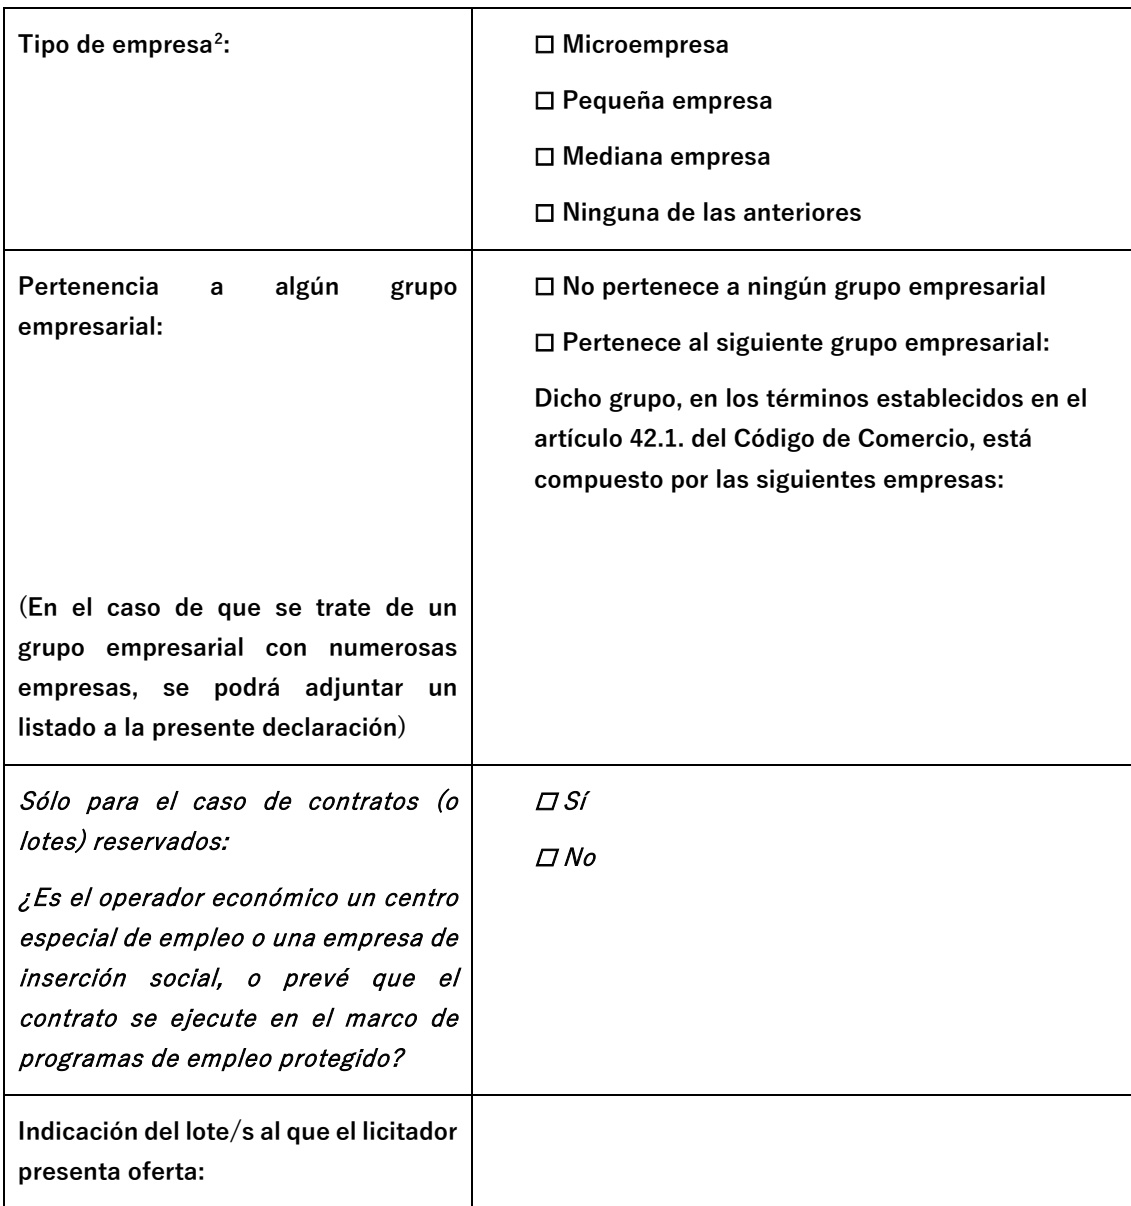 Tipo de empresa²:
☐ Microempresa
☐ Pequeña empresa
☐ Mediana empresa
☐ Ninguna de las anteriores
Pertenencia a algún grupo
empresarial:
(En el caso de que se trate de un
grupo empresarial con numerosas
empresas, se podrá adjuntar un
listado a la presente declaración)
☐ No pertenece a ningún grupo empresarial
☐ Pertenece al siguiente grupo empresarial:
Dicho grupo, en los términos establecidos en el
artículo 42.1. del Código de Comercio, está
compuesto por las siguientes empresas:
Sólo para el caso de contratos (o
lotes) reservados:
¿Es el operador económico un centro
especial de empleo o una empresa de
inserción social, o prevé que el
contrato se ejecute en el marco de
programas de empleo protegido?
☐ Sí
☐ No
Indicación del lote/s al que el licitador
presenta oferta: